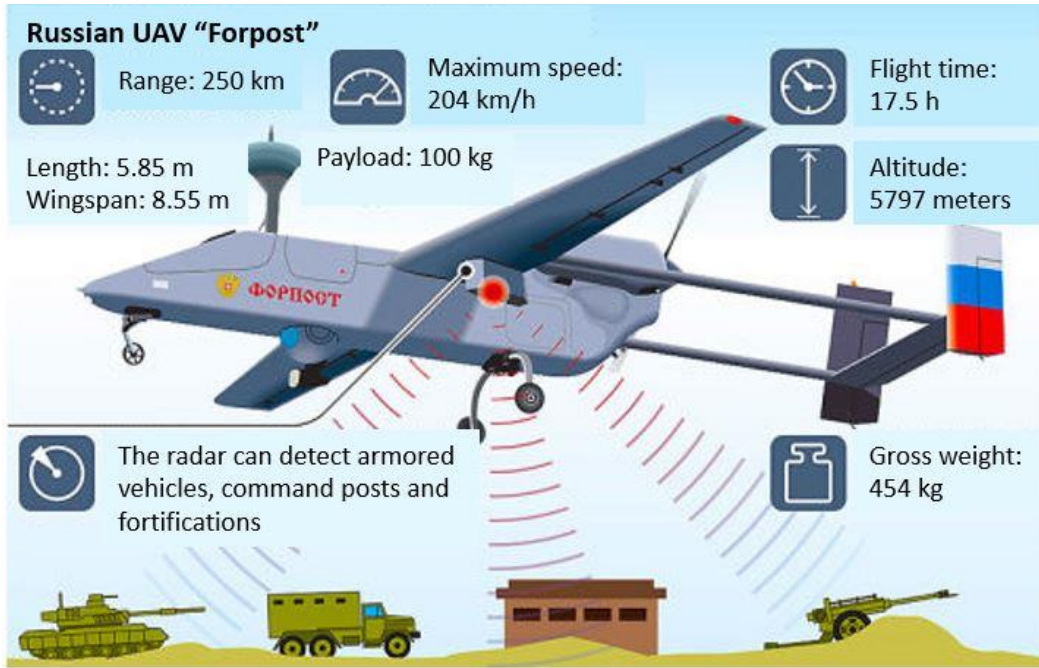 Russian UAV “Forpost”
Range: 250 km
Maximum speed:
204 km/h
Flight time:
17.5 h
Length: 5.85 m
Wingspan: 8.55 m
Payload: 100 kg
Altitude:
5797 meters
ФОРПОСТ
The radar can detect armored
vehicles, command posts and
fortifications
Gross weight:
454 kg